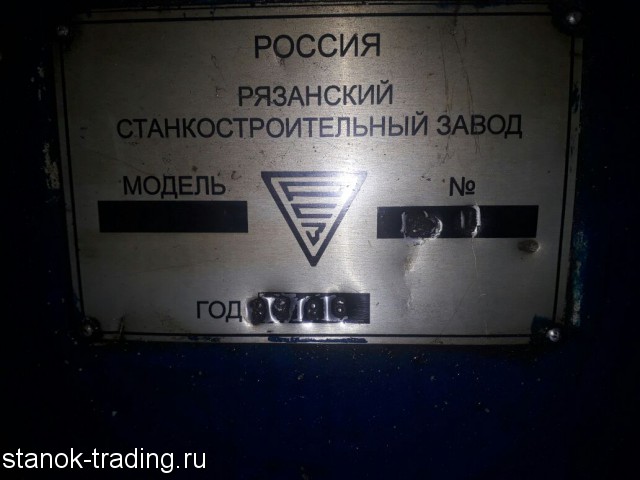 РОССИЯ
РЯЗАНСКИЙ
СТАНКОСТРОИТЕЛЬНЫЙ ЗАВОД
МОДЕЛЬ
№
ГОД
stanok-trading.ru